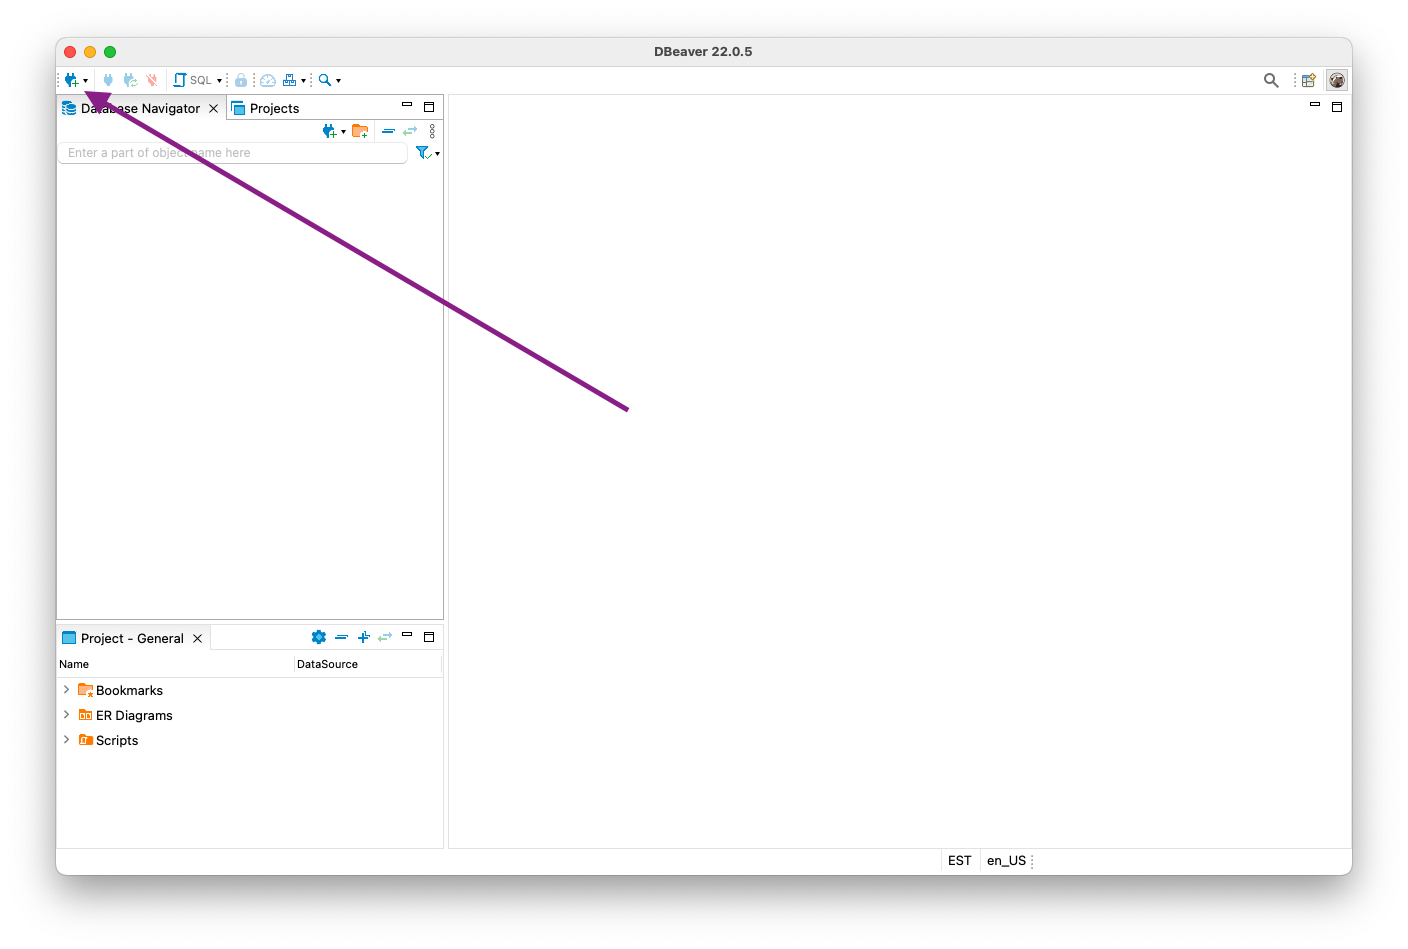 DBeaver 22.0.5
SQL
Database Navigator
Projects
Enter a part of object name here
Project - General
Name
DataSource
Bookmarks
ER Diagrams
Scripts
EST
en_US